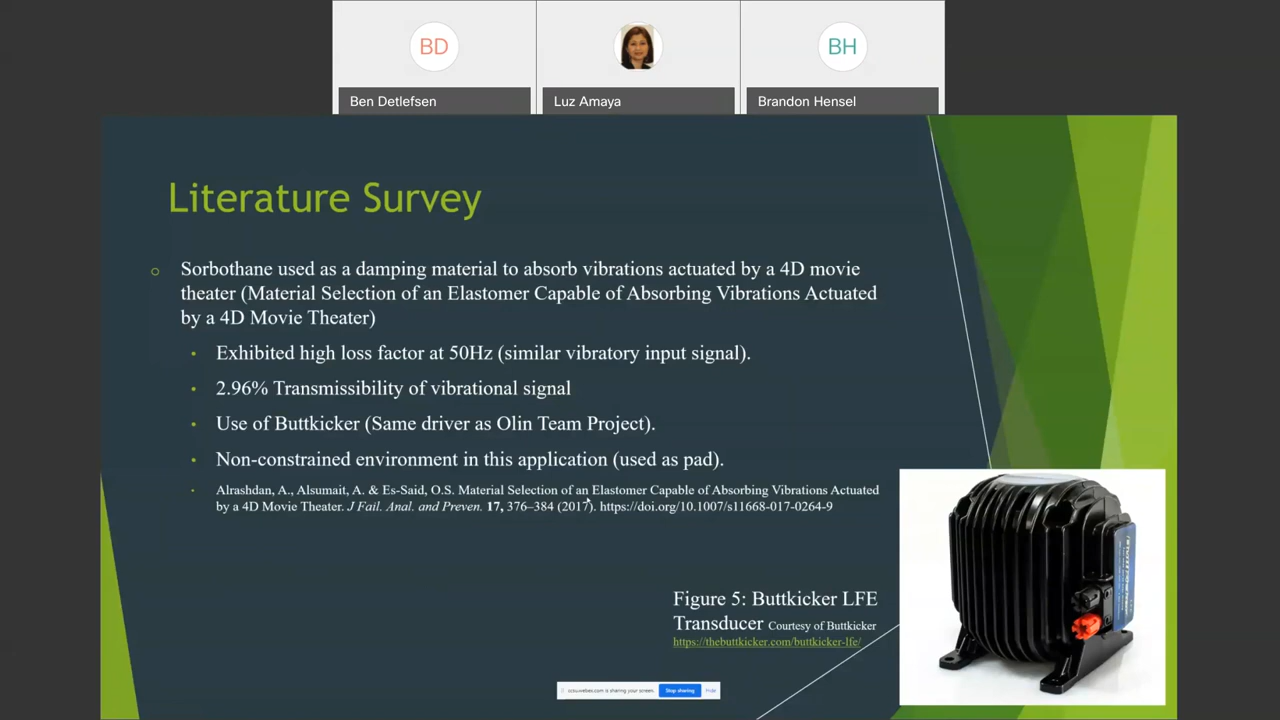 BD
BH
Ben Detlefsen
Luz Amaya
Brandon Hensel
Literature Survey
Sorbothane used as a damping material to absorb vibrations actuated by a 4D movie
theater (Material Selection of an Elastomer Capable of Absorbing Vibrations Actuated
by a 4D Movie Theater)
Exhibited high loss factor at 50Hz (similar vibratory input signal).
2.96% Transmissibility of vibrational signal
Use of Buttkicker (Same driver as Olin Team Project).
Non-constrained environment in this application (used as pad).
Alrashdan, A., Alsumait, A. & Es-Said, O.S. Material Selection of an Elastomer Capable of Absorbing Vibrations Actuated
by a 4D Movie Theater. J Fail. Anal. and Preven. 17, 376–384 (2017). https://doi.org/10.1007/s11668-017-0264-9
Figure 5: Buttkicker LFE
Transducer Courtesy of Buttkicker
https://thebuttkicker.com/buttkicker-lfe/
is sharing your screen. Stop sharing Hide